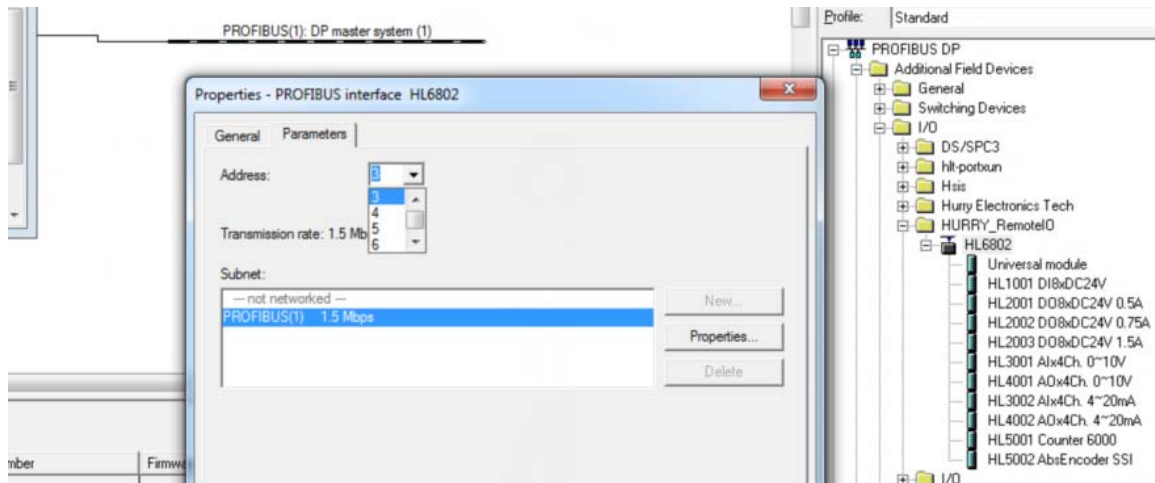 PROFIBUS(1): DP master system (1)
Properties - PROFIBUS interface HL6802
General Parameters
Address: 3
3
4
5
6
Transmission rate: 1.5 Mb
Subnet:
--- not networked ---
PROFIBUS(1) 1.5 Mbps
New...
Properties...
Delete
mber Firmwa
Profile: Standard
PROFIBUS DP
Additional Field Devices
General
Switching Devices
I/O
DS/SPC3
hlt-portxun
Hsis
Hurry Electronics Tech
HURRY_RemoteIO
HL6802
Universal module
HL1001 DI8xDC24V
HL2001 DO8xDC24V 0.5A
HL2002 DO8xDC24V 0.75A
HL2003 DO8xDC24V 1.5A
HL3001 AIx4Ch. 0~10V
HL4001 AOx4Ch. 0~10V
HL3002 AIx4Ch. 4~20mA
HL4002 AOx4Ch. 4~20mA
HL5001 Counter 6000
HL5002 AbsEncoder SSI
I/O